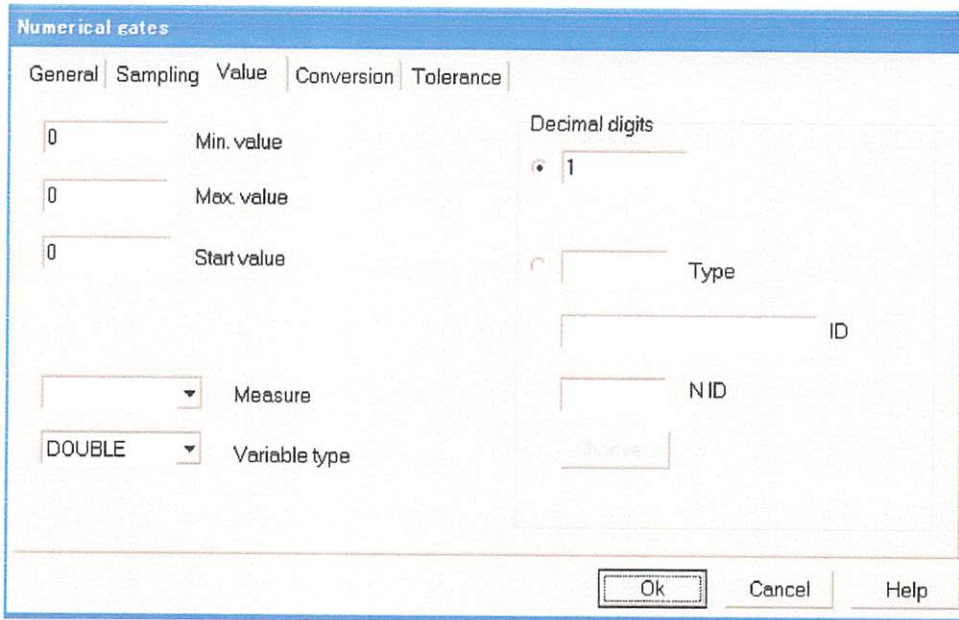 Numerical gates
General Sampling Value Conversion Tolerance
0 Min. value
0 Max. value
0 Start value
Measure
DOUBLE Variable type
Decimal digits
1
Type
ID
N ID
Choose
Ok Cancel Help